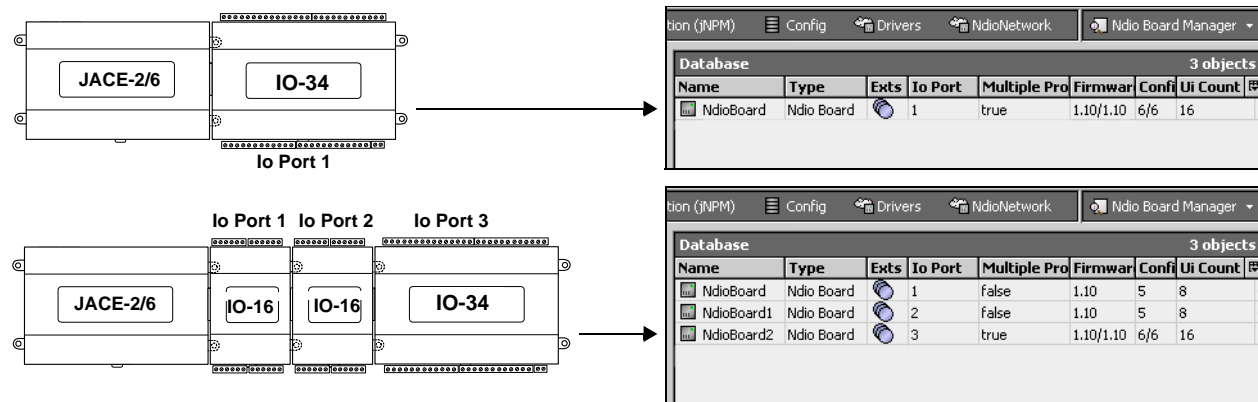 JACE-2/6
IO-34
Io Port 1
tion (jNPM) Config Drivers NdioNetwork Ndio Board Manager
Database 3 objects
Name Type Exts Io Port Multiple Pro Firmwar Confi Ui Count
NdioBoard Ndio Board 1 true 1.10/1.10 6/6 16
Io Port 1 Io Port 2 Io Port 3
JACE-2/6
IO-16
IO-16
IO-34
tion (jNPM) Config Drivers NdioNetwork Ndio Board Manager
Database 3 objects
Name Type Exts Io Port Multiple Pro Firmwar Confi Ui Count
NdioBoard Ndio Board 1 false 1.10 5 8
NdioBoard1 Ndio Board 2 false 1.10 5 8
NdioBoard2 Ndio Board 3 true 1.10/1.10 6/6 16